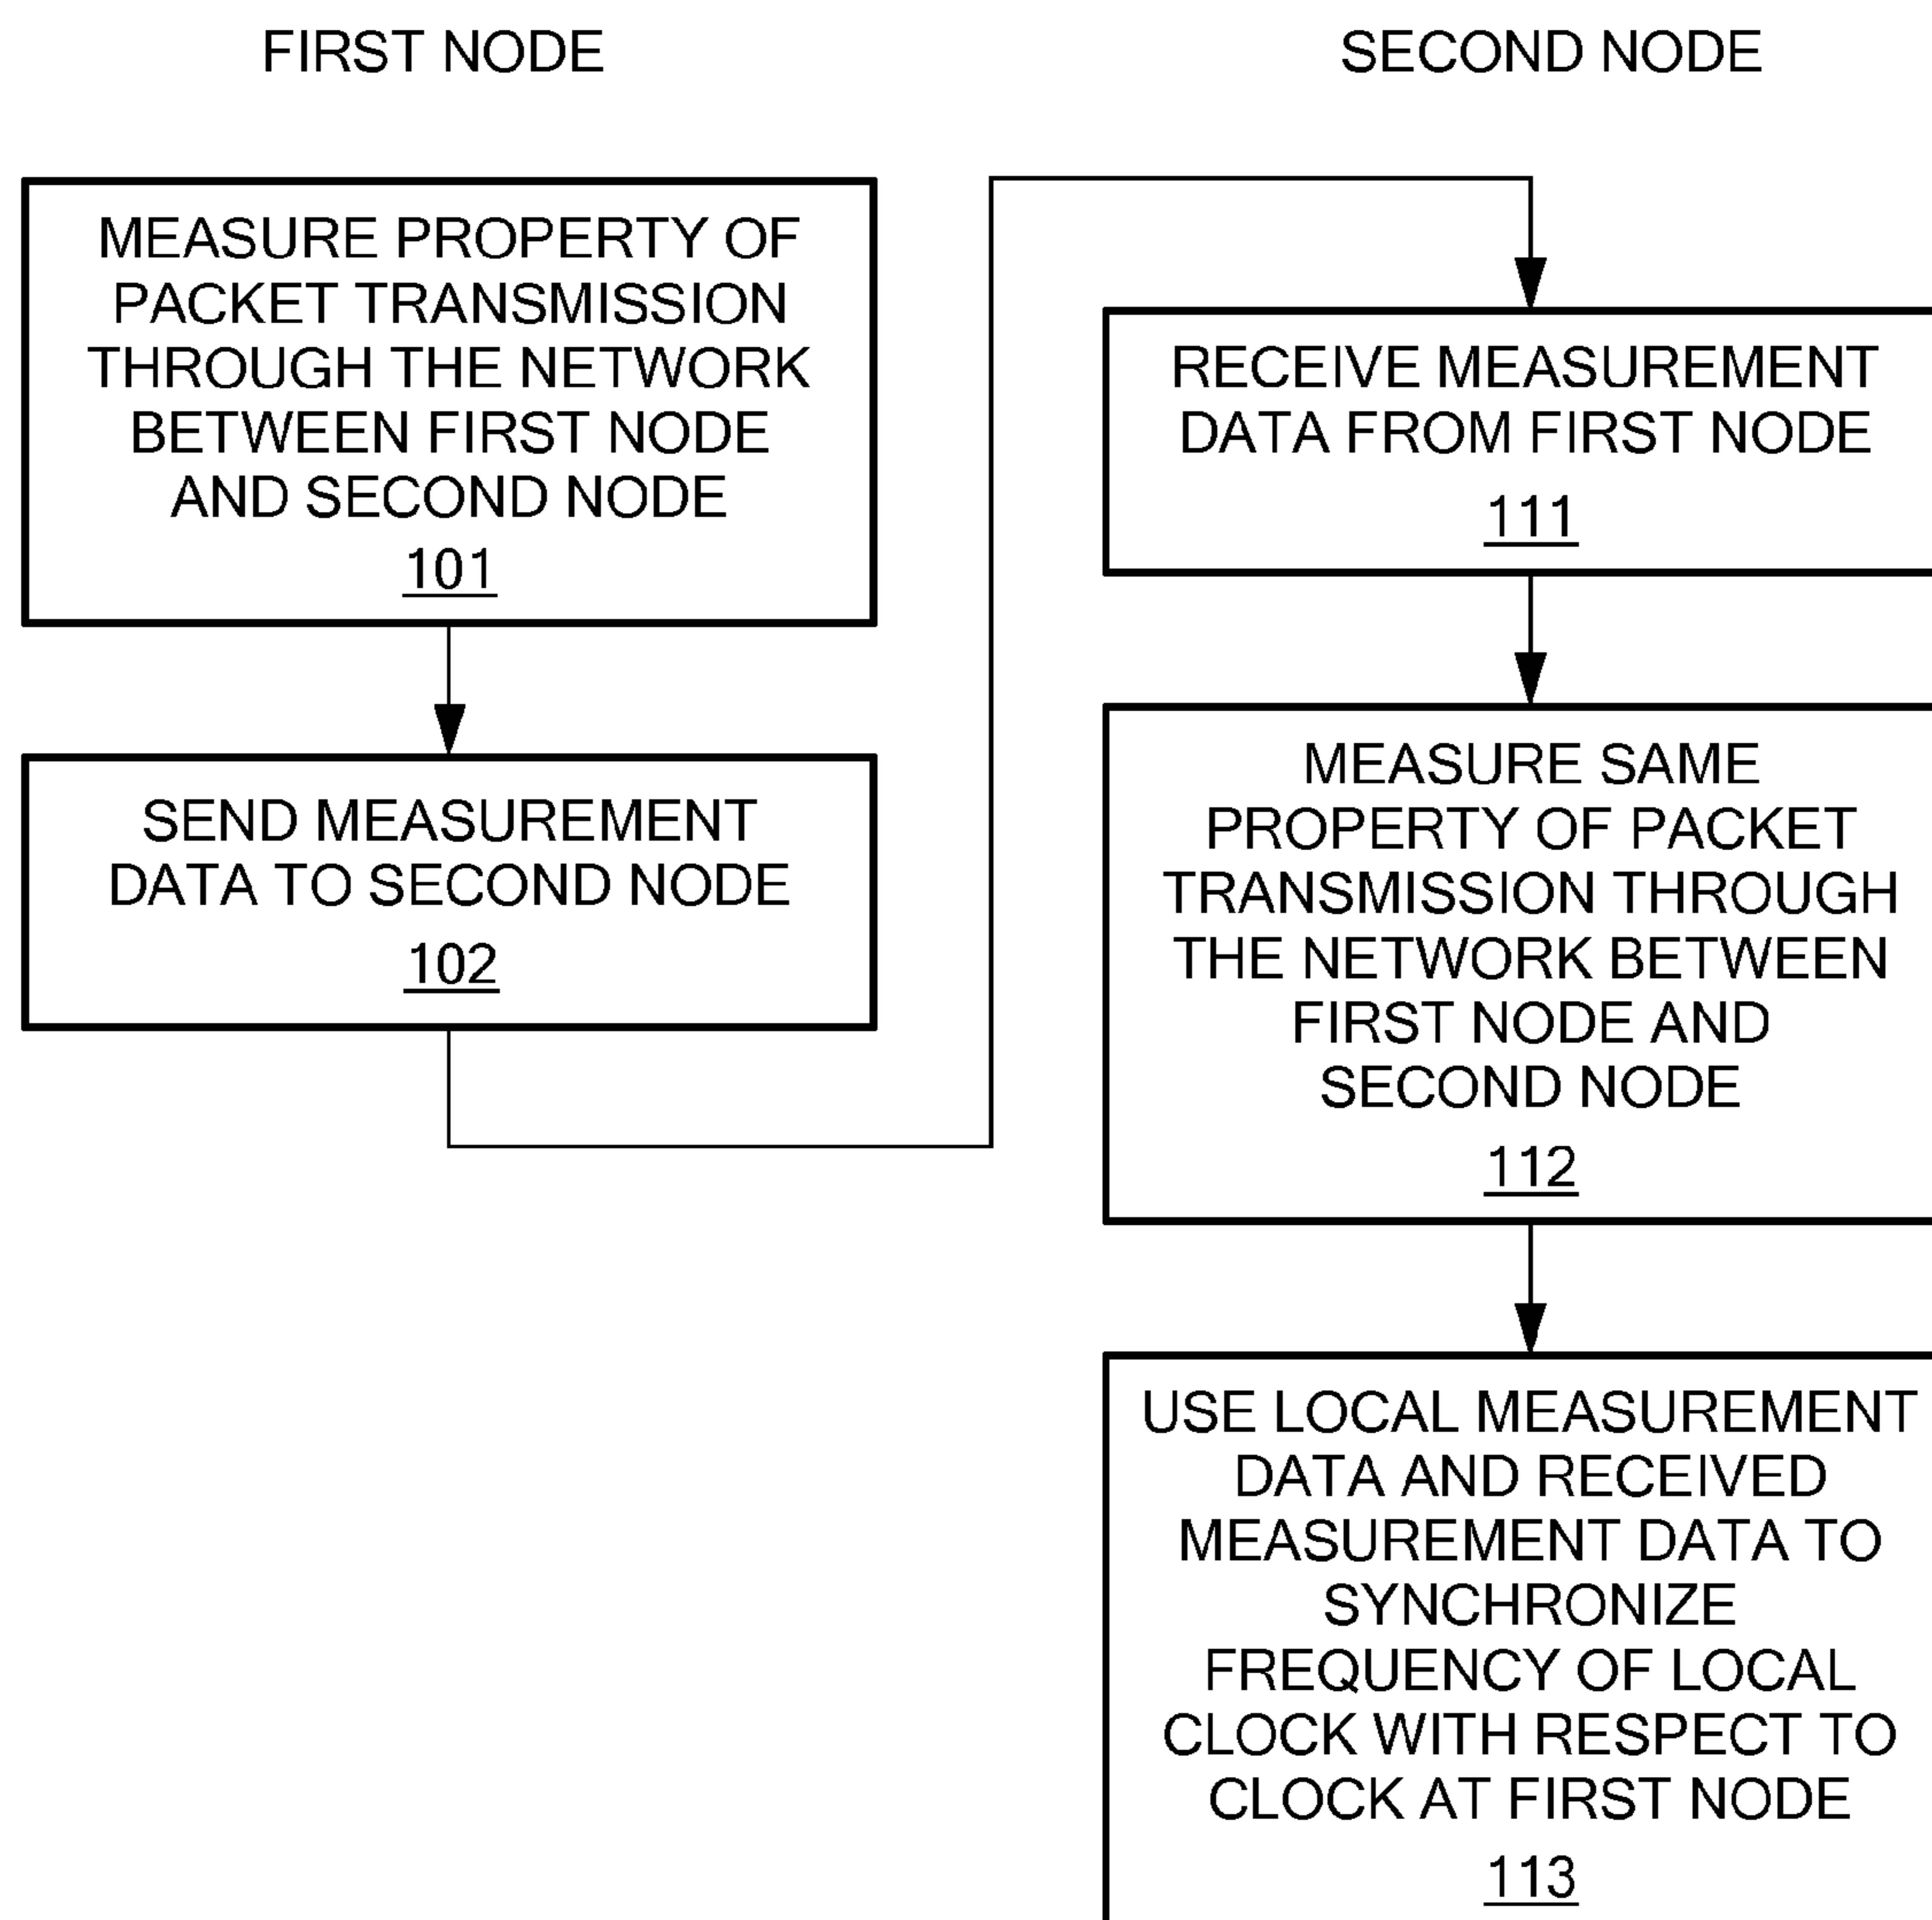 FIRST NODE
MEASURE PROPERTY OF
PACKET TRANSMISSION
THROUGH THE NETWORK
BETWEEN FIRST NODE
AND SECOND NODE
101
SEND MEASUREMENT
DATA TO SECOND NODE
102
SECOND NODE
RECEIVE MEASUREMENT
DATA FROM FIRST NODE
111
MEASURE SAME
PROPERTY OF PACKET
TRANSMISSION THROUGH
THE NETWORK BETWEEN
FIRST NODE AND
SECOND NODE
112
USE LOCAL MEASUREMENT
DATA AND RECEIVED
MEASUREMENT DATA TO
SYNCHRONIZE
FREQUENCY OF LOCAL
CLOCK WITH RESPECT TO
CLOCK AT FIRST NODE
113